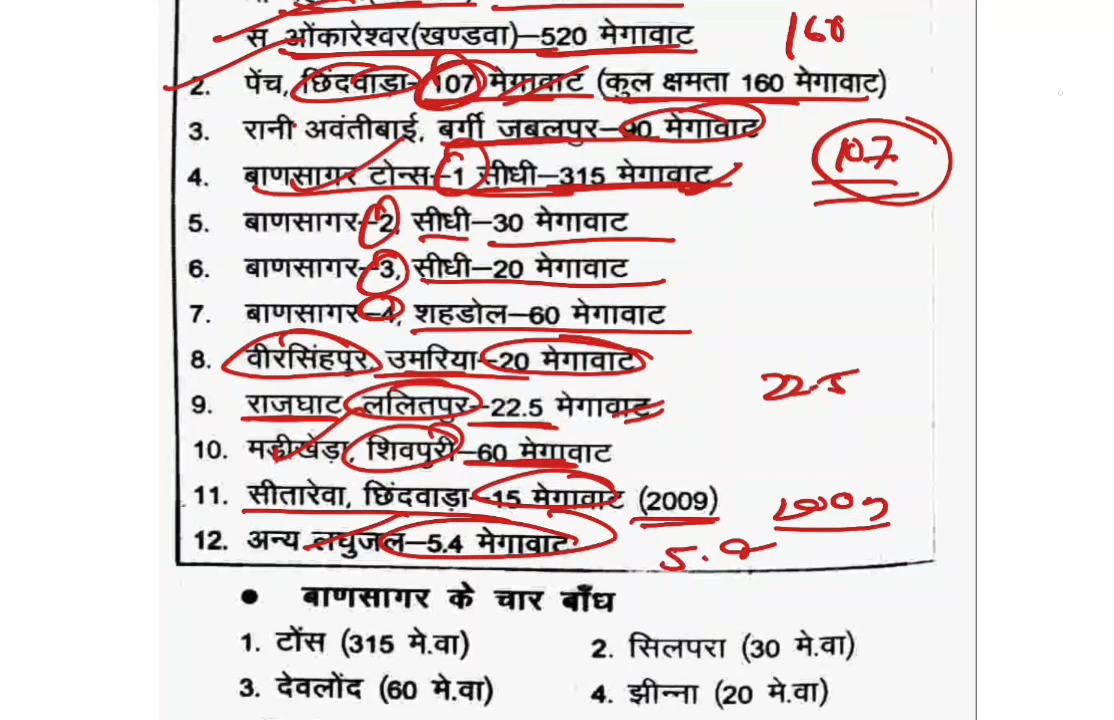 स ओंकारेश्वर(खण्डवा)–520 मेगावाट
160
2. पेंच, छिंदवाडा–107 मेगावाट (कुल क्षमता 160 मेगावाट)
3. रानी अवंतीबाई, बर्गी जबलपुर–90 मेगावाट
107
4. बाणसागर टोन्स–1 सीधी–315 मेगावाट
5. बाणसागर–2, सीधी–30 मेगावाट
6. बाणसागर–3, सीधी–20 मेगावाट
7. बाणसागर–4, शहडोल–60 मेगावाट
8. वीरसिंहपुर, उमरिया–20 मेगावाट
22.5
9. राजघाट ललितपुर–22.5 मेगावाट
10. मड़ीखेड़ा, शिवपुरी–60 मेगावाट
11. सीतारेवा, छिंदवाड़ा–15 मेगावाट (2009)
12. अन्य लघुजल–5.4 मेगावाट
• बाणसागर के चार बाँध
1. टोंस (315 मे.वा) 2. सिलपरा (30 मे.वा)
3. देवलोंद (60 मे.वा) 4. झीन्ना (20 मे.वा)